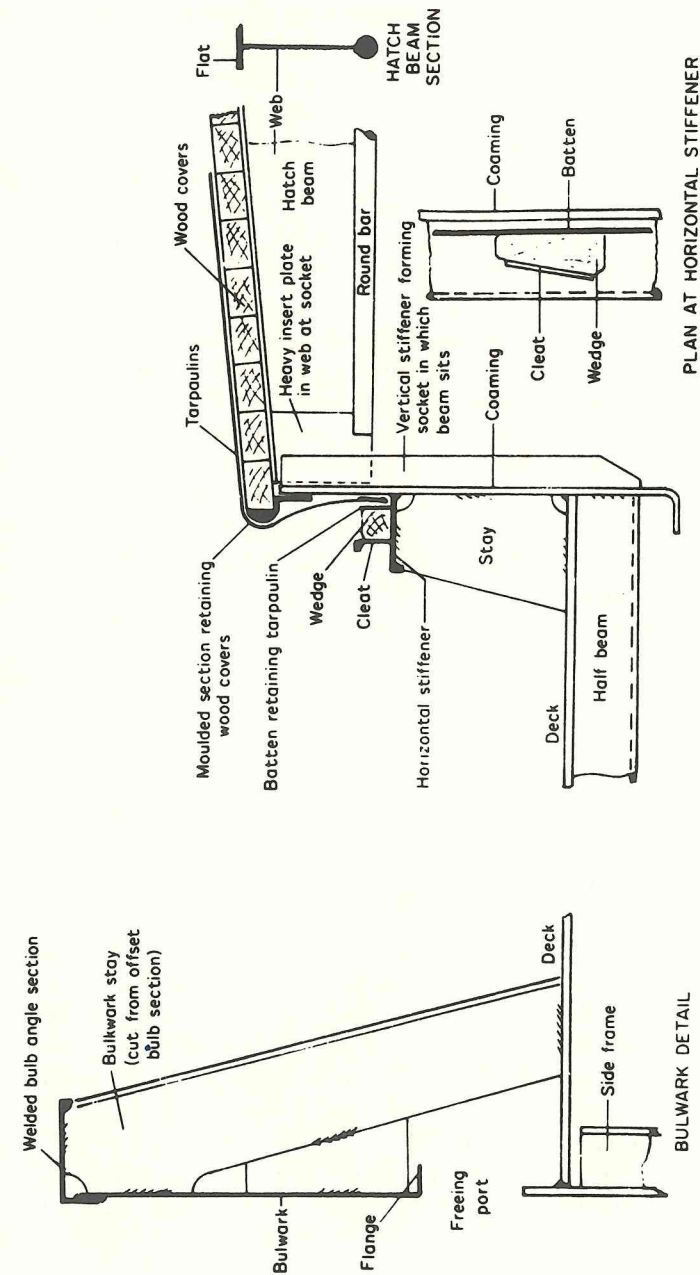 Welded bulb angle section
Bulkwark stay
(cut from offset
bulb section)
Bulwark
Flange
Freeing
port
Deck
Side frame
BULWARK DETAIL
Moulded section retaining
wood covers
Batten retaining tarpaulin
Wedge
Cleat
Horizontal stiffener
Deck
Half beam
Stay
Tarpaulins
Wood covers
Heavy insert plate
in web at socket
Hatch
beam
Round bar
Vertical stiffener forming
socket in which
beam sits
Coaming
Flat
Web
HATCH
BEAM
SECTION
Coaming
Batten
Cleat
Wedge
PLAN AT HORIZONTAL STIFFENER